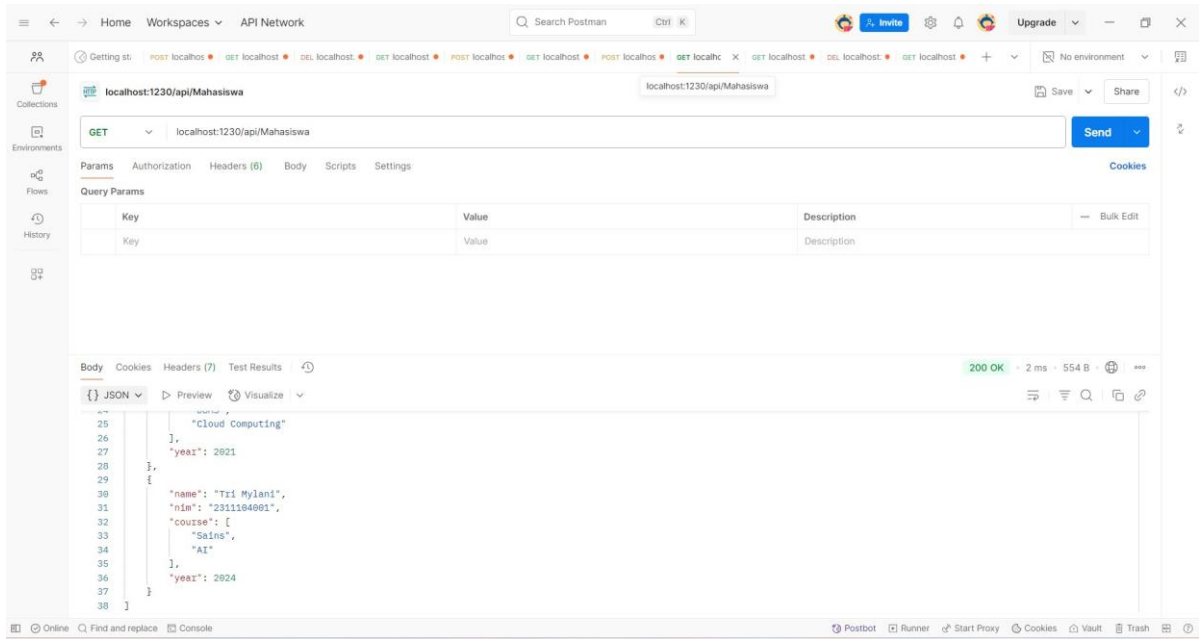 Home Workspaces API Network Search Postman Ctrl K Invite Upgrade
Getting st POST localhos GET localhost DEL localhost. GET localhost POST localhos GET localhost POST localhos GET localhc GET localhost DEL localhost. GET localhost No environment
localhost:1230/api/Mahasiswa
Collections
Environments
Flows
History
localhost:1230/api/Mahasiswa Save Share
GET localhost:1230/api/Mahasiswa Send
Params Authorization Headers (6) Body Scripts Settings Cookies
Query Params
Key Value Description Bulk Edit
Key Value Description
Body Cookies Headers (7) Test Results 200 OK 2 ms 554 B
{} JSON Preview Visualize
25 "Cloud Computing"
26 ],
27 "year": 2021
28 },
29 {
30 "name": "Tri Mylani",
31 "nim": "2311104001",
32 "course": [
33 "Sains",
34 "AI"
35 ],
36 "year": 2024
37 }
38 ]
Online Find and replace Console Postbot Runner Start Proxy Cookies Vault Trash